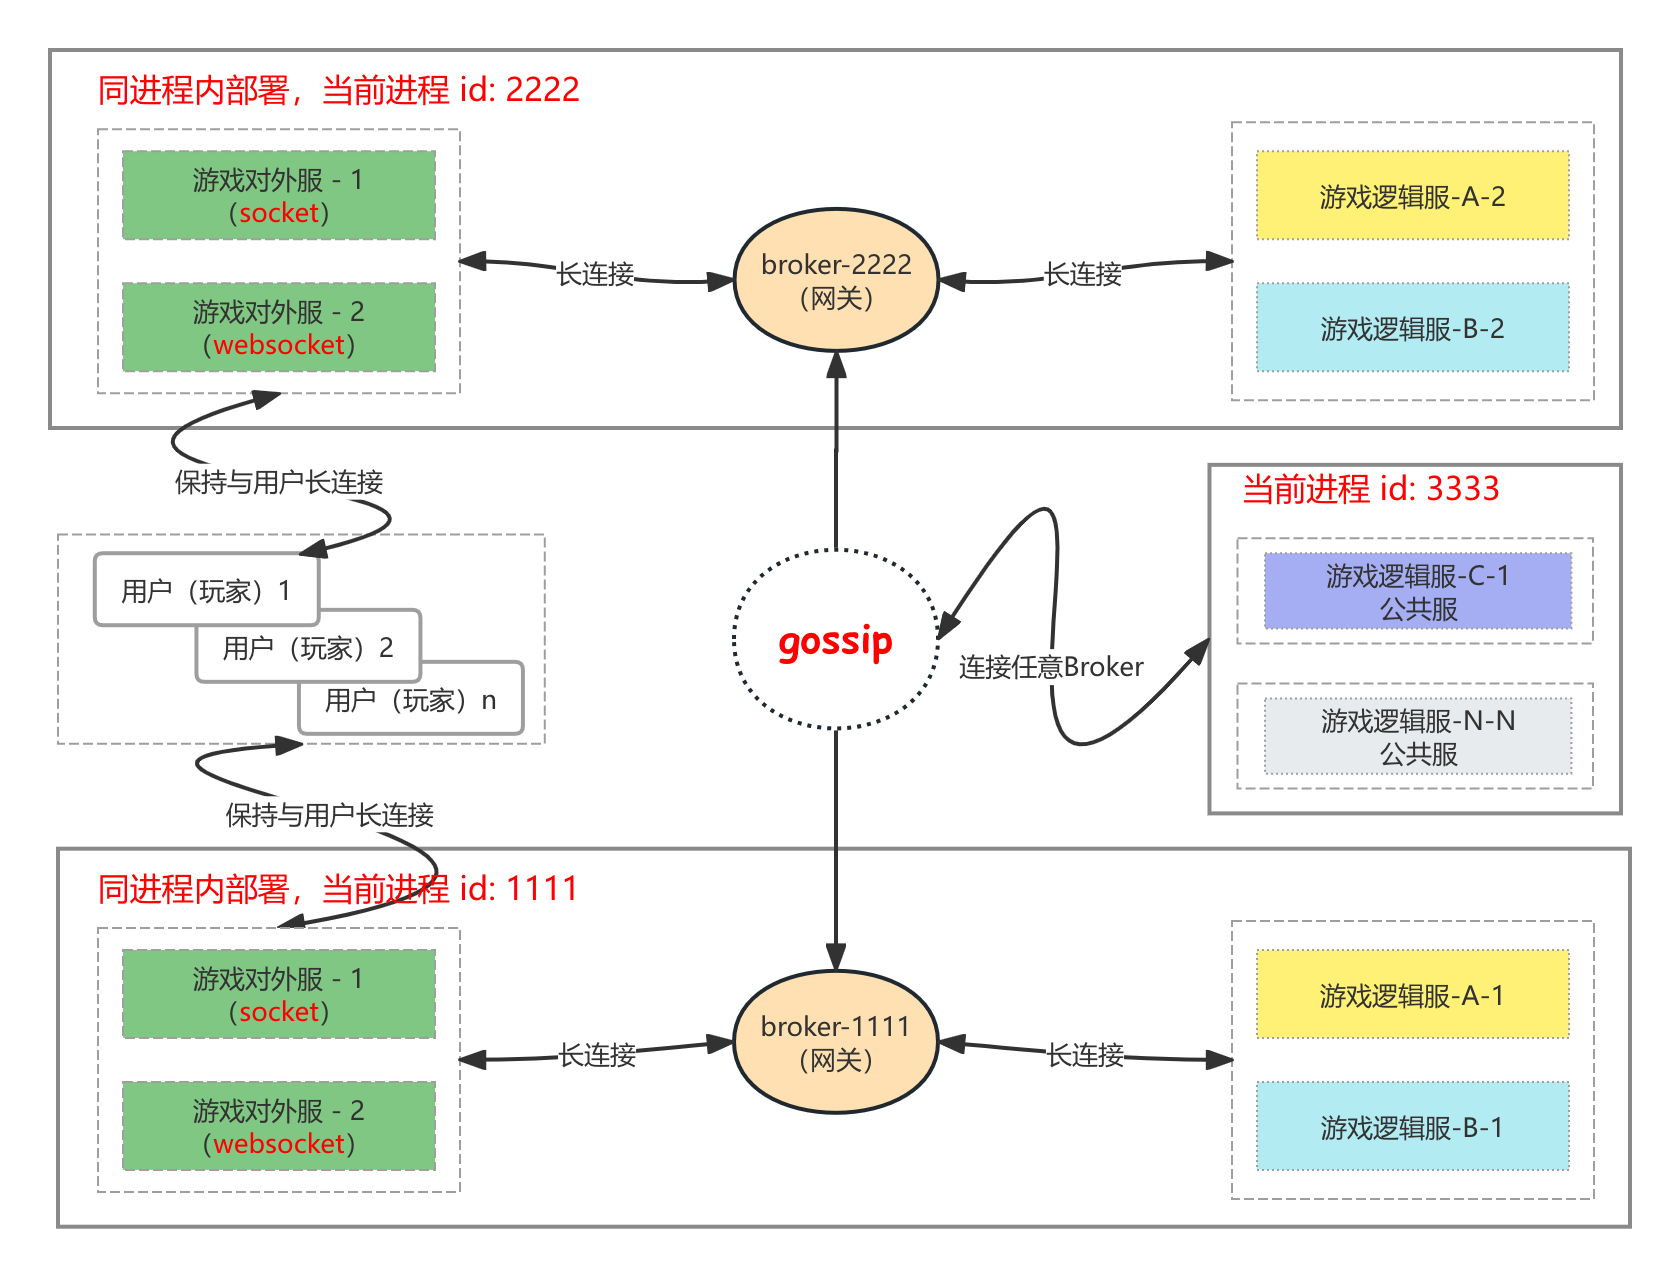 同进程内部署，当前进程 id: 2222
游戏对外服 - 1
（socket）
游戏对外服 - 2
（websocket）
长连接
broker-2222
（网关）
长连接
游戏逻辑服-A-2
游戏逻辑服-B-2
保持与用户长连接
用户（玩家）1
用户（玩家）2
用户（玩家）n
保持与用户长连接
gossip
连接任意Broker
当前进程 id: 3333
游戏逻辑服-C-1
公共服
游戏逻辑服-N-N
公共服
同进程内部署，当前进程 id: 1111
游戏对外服 - 1
（socket）
游戏对外服 - 2
（websocket）
长连接
broker-1111
（网关）
长连接
游戏逻辑服-A-1
游戏逻辑服-B-1